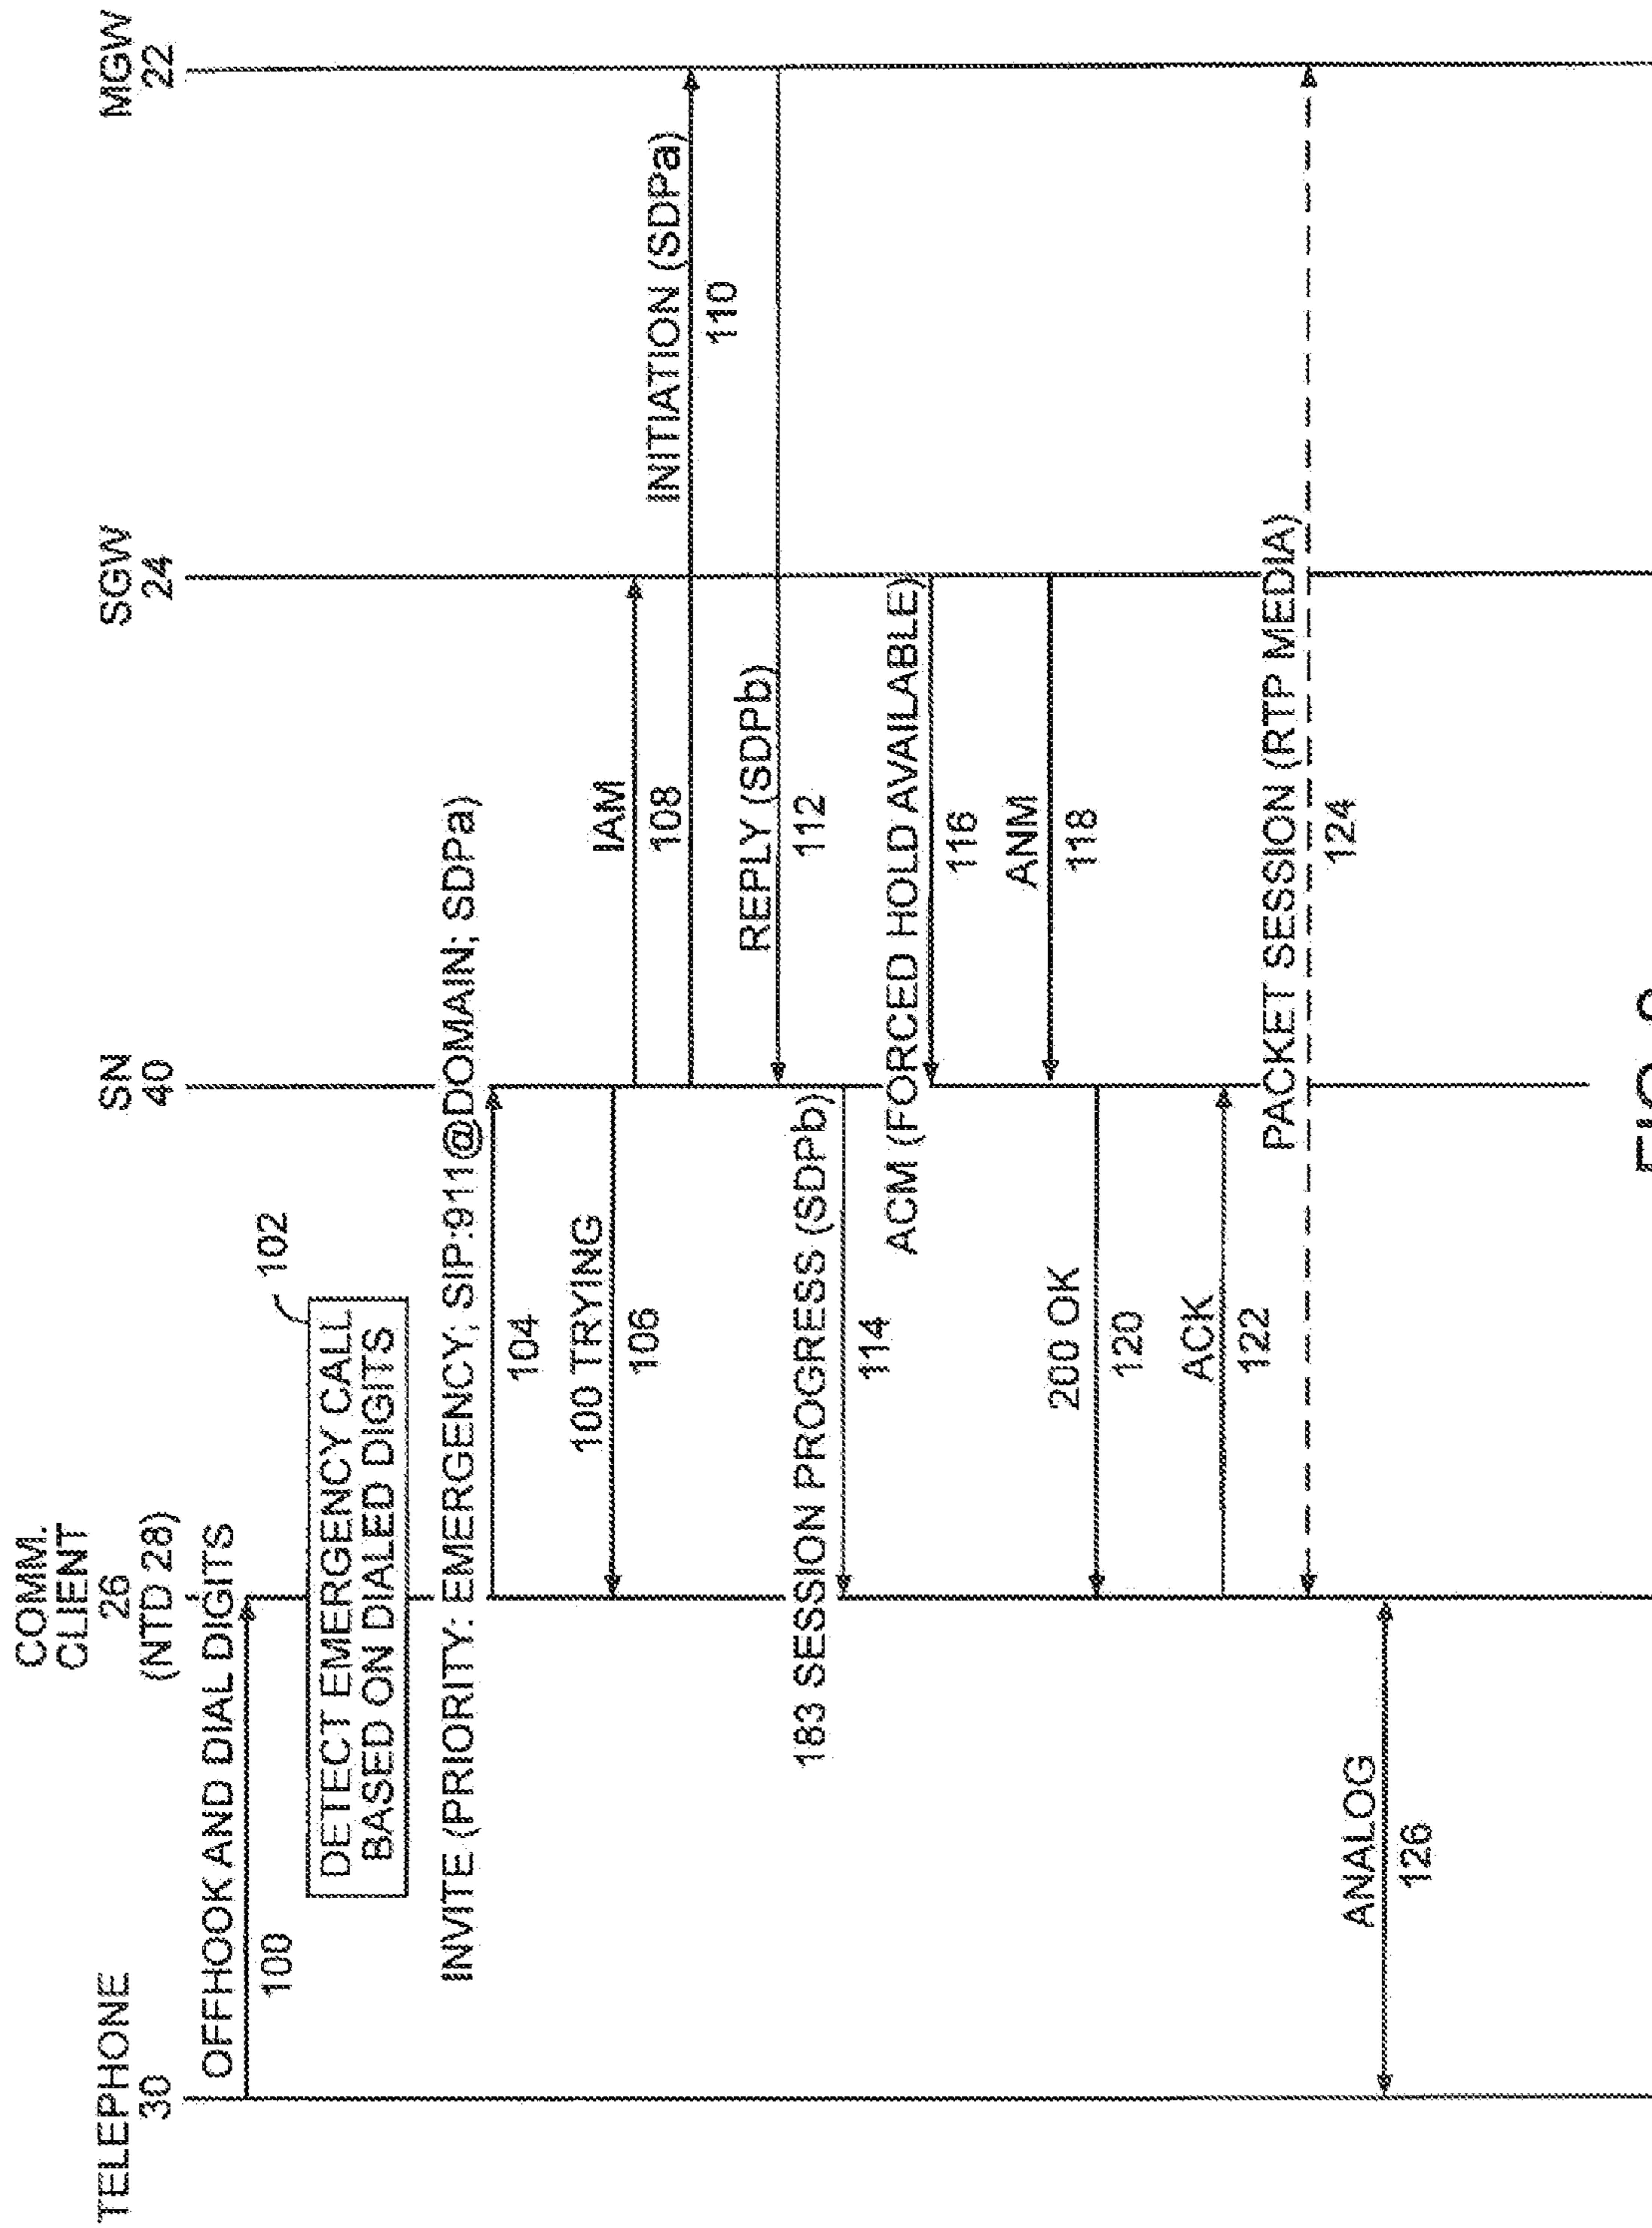 TELEPHONE
30
COMM.
CLIENT
26
(NTD 28)
SN
40
SGW
24
MGW
22
OFFHOOK AND DIAL DIGITS
100
102
DETECT EMERGENCY CALL
BASED ON DIALED DIGITS
INVITE (PRIORITY: EMERGENCY; SIP:911@DOMAIN; SDPa)
104
100 TRYING
106
IAM
108
INITIATION (SDPa)
110
REPLY (SDPb)
112
183 SESSION PROGRESS (SDPb)
114
ACM (FORCED HOLD AVAILABLE)
116
ANM
118
200 OK
120
ACK
122
PACKET SESSION (RTP MEDIA)
124
ANALOG
126